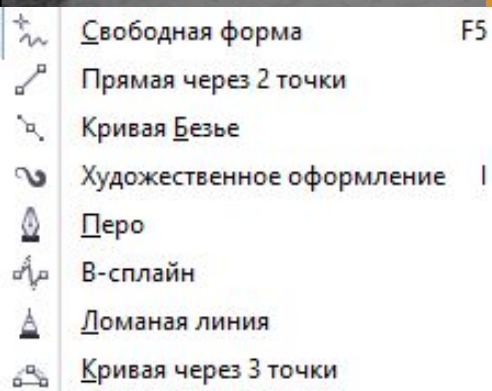 Свободная форма F5
Прямая через 2 точки
Кривая Безье
Художественное оформление I
Перо
В-сплайн
Ломаная линия
Кривая через 3 точки